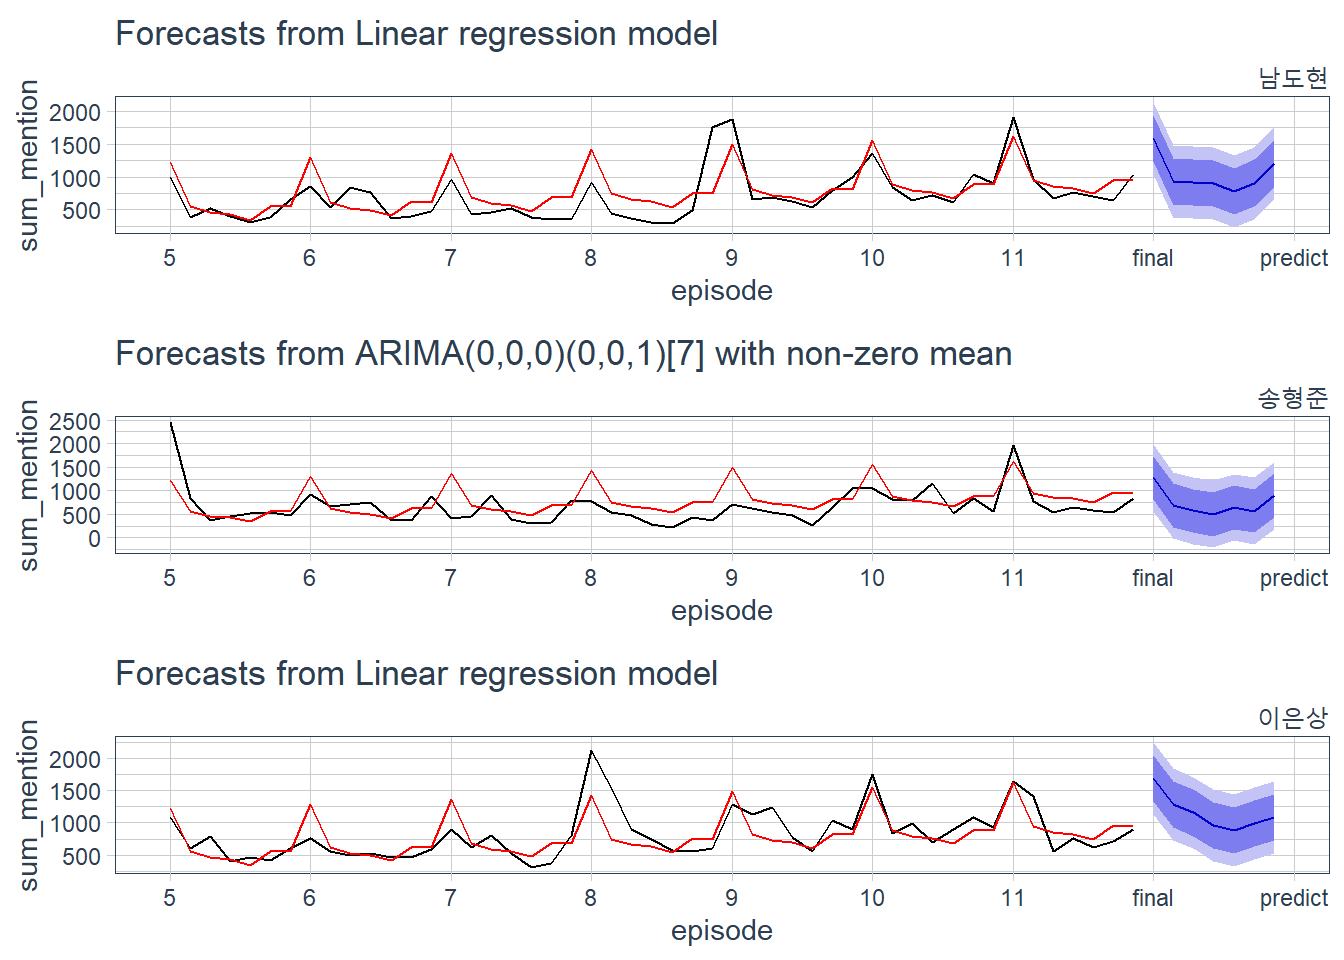 Forecasts from Linear regression model
남도현
sum_mention
2000
1500
1000
500
5 6 7 8 9 10 11 final predict
episode
Forecasts from ARIMA(0,0,0)(0,0,1)[7] with non-zero mean
송형준
sum_mention
2500
2000
1500
1000
500
0
5 6 7 8 9 10 11 final predict
episode
Forecasts from Linear regression model
이은상
sum_mention
2000
1500
1000
500
5 6 7 8 9 10 11 final predict
episode